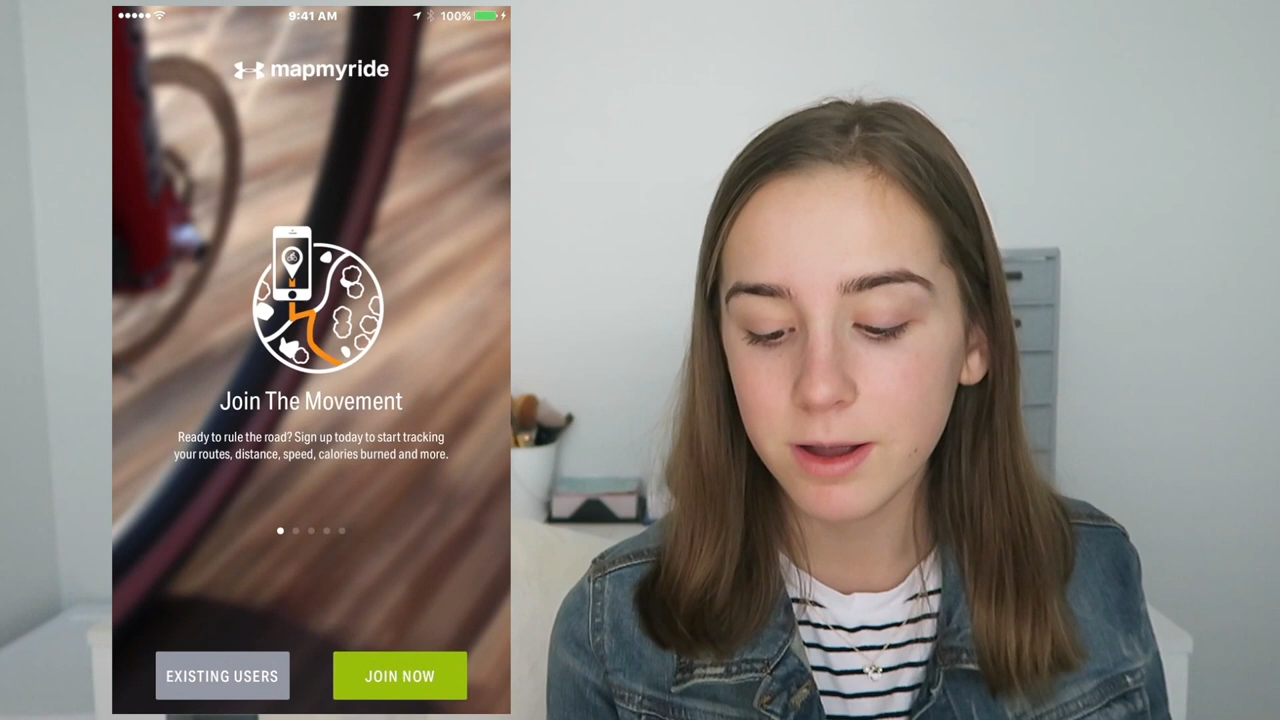 9:41 AM
100%
mapmyride
Join The Movement
Ready to rule the road? Sign up today to start tracking
your routes, distance, speed, calories burned and more.
EXISTING USERS
JOIN NOW